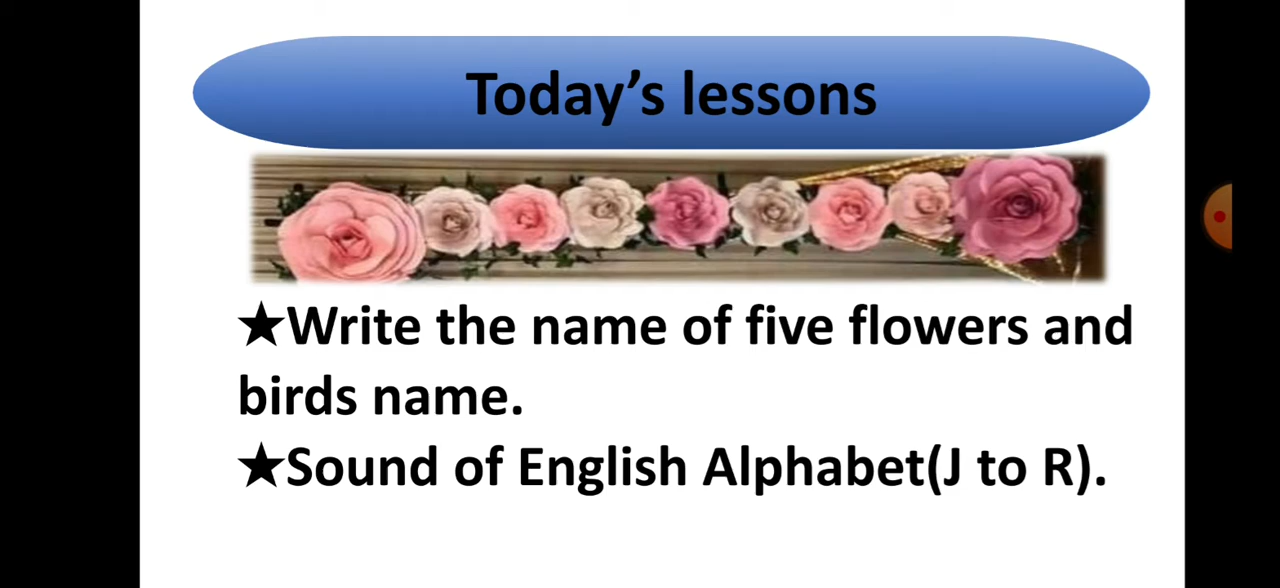 Today’s lessons
★Write the name of five flowers and
birds name.
★Sound of English Alphabet(J to R).